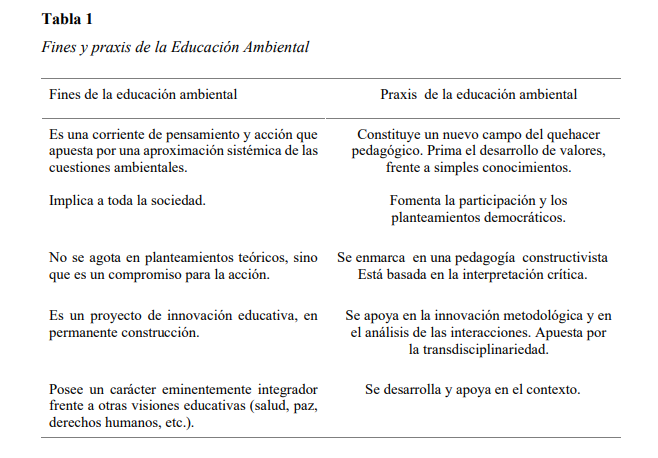 Tabla 1
Fines y praxis de la Educación Ambiental
Fines de la educación ambiental
Praxis de la educación ambiental
Es una corriente de pensamiento y acción que
apuesta por una aproximación sistémica de las
cuestiones ambientales.
Constituye un nuevo campo del quehacer
pedagógico. Prima el desarrollo de valores,
frente a simples conocimientos.
Implica a toda la sociedad.
Fomenta la participación y los
planteamientos democráticos.
No se agota en planteamientos teóricos, sino
que es un compromiso para la acción.
Se enmarca en una pedagogía constructivista
Está basada en la interpretación crítica.
Es un proyecto de innovación educativa, en
permanente construcción.
Se apoya en la innovación metodológica y en
el análisis de las interacciones. Apuesta por
la transdisciplinariedad.
Posee un carácter eminentemente integrador
frente a otras visiones educativas (salud, paz,
derechos humanos, etc.).
Se desarrolla y apoya en el contexto.